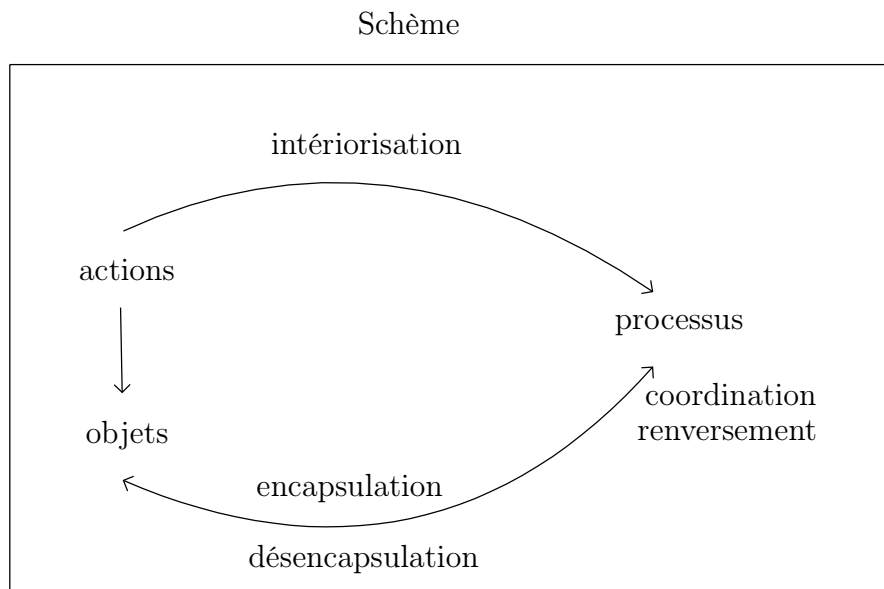 Schème
intériorisation
actions
processus
coordination
renversement
objets
encapsulation
désencapsulation